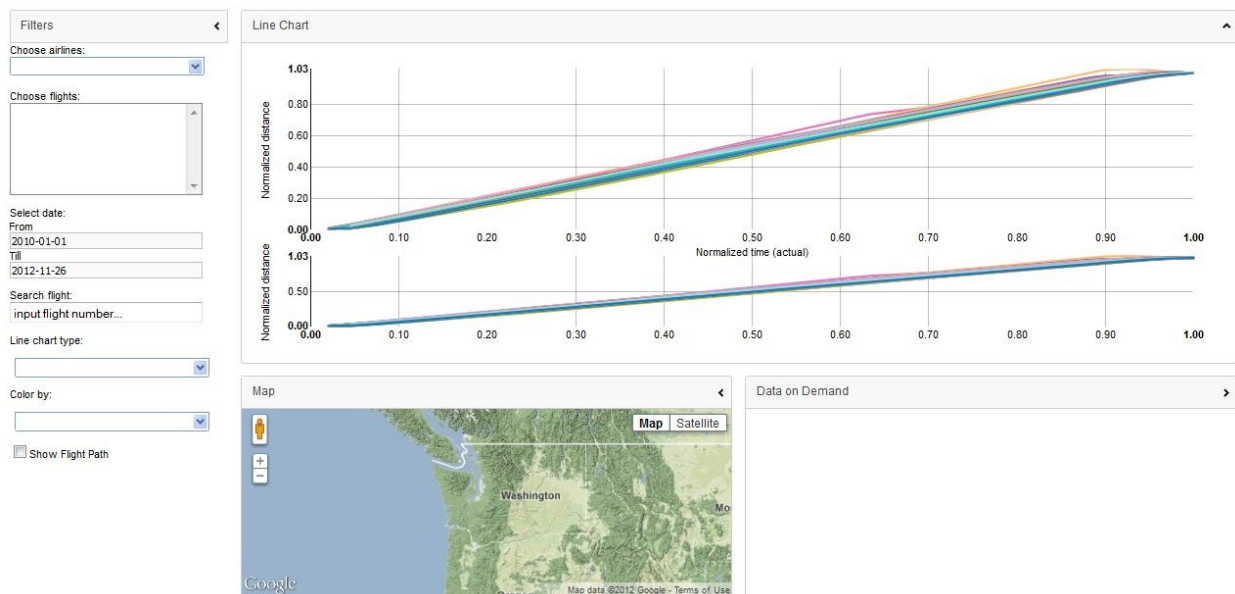 Filters
Choose airlines:
Choose flights:
Select date:
From
2010-01-01
Till
2012-11-26
Search flight:
input flight number...
Line chart type:
Color by:
Show Flight Path
Line Chart
Normalized distance
1.03
0.80
0.60
0.40
0.20
0.00
0.00 0.10 0.20 0.30 0.40 0.50 0.60 0.70 0.80 0.90 1.00
Normalized time (actual)
Normalized distance
1.03
0.50
0.00
0.00 0.10 0.20 0.30 0.40 0.50 0.60 0.70 0.80 0.90 1.00
Map
Map Satellite
Washington
Mo
Google
Map data ©2012 Google - Terms of Use
Data on Demand